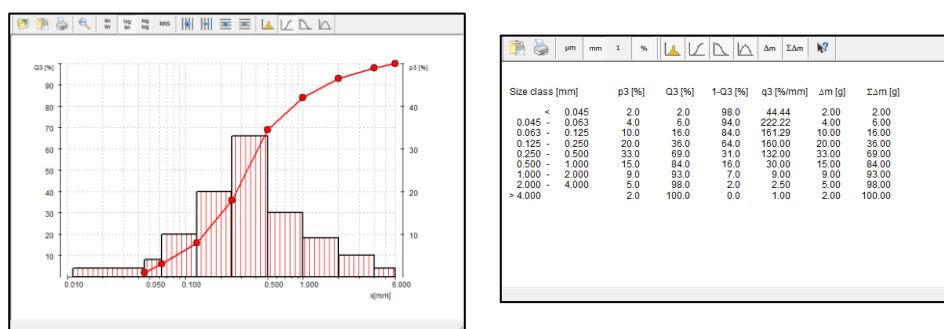 lin lin log lin log log RRS
Q3 [%] p3 [%]
90
80 40
70
60 30
50
40 20
30
20 10
10
0.010 0.050 0.100 0.500 1.000 6.000
x[mm]
µm mm 1 % Δm ΣΔm
Size class [mm] p3 [%] Q3 [%] 1-Q3 [%] q3 [%/mm] Δm [g] ΣΔm [g]
< 0.045 2.0 2.0 98.0 44.44 2.00 2.00
0.045 - 0.063 4.0 6.0 94.0 222.22 4.00 6.00
0.063 - 0.125 10.0 16.0 84.0 161.29 10.00 16.00
0.125 - 0.250 20.0 36.0 64.0 160.00 20.00 36.00
0.250 - 0.500 33.0 69.0 31.0 132.00 33.00 69.00
0.500 - 1.000 15.0 84.0 16.0 30.00 15.00 84.00
1.000 - 2.000 9.0 93.0 7.0 9.00 9.00 93.00
2.000 - 4.000 5.0 98.0 2.0 2.50 5.00 98.00
> 4.000 2.0 100.0 0.0 1.00 2.00 100.00